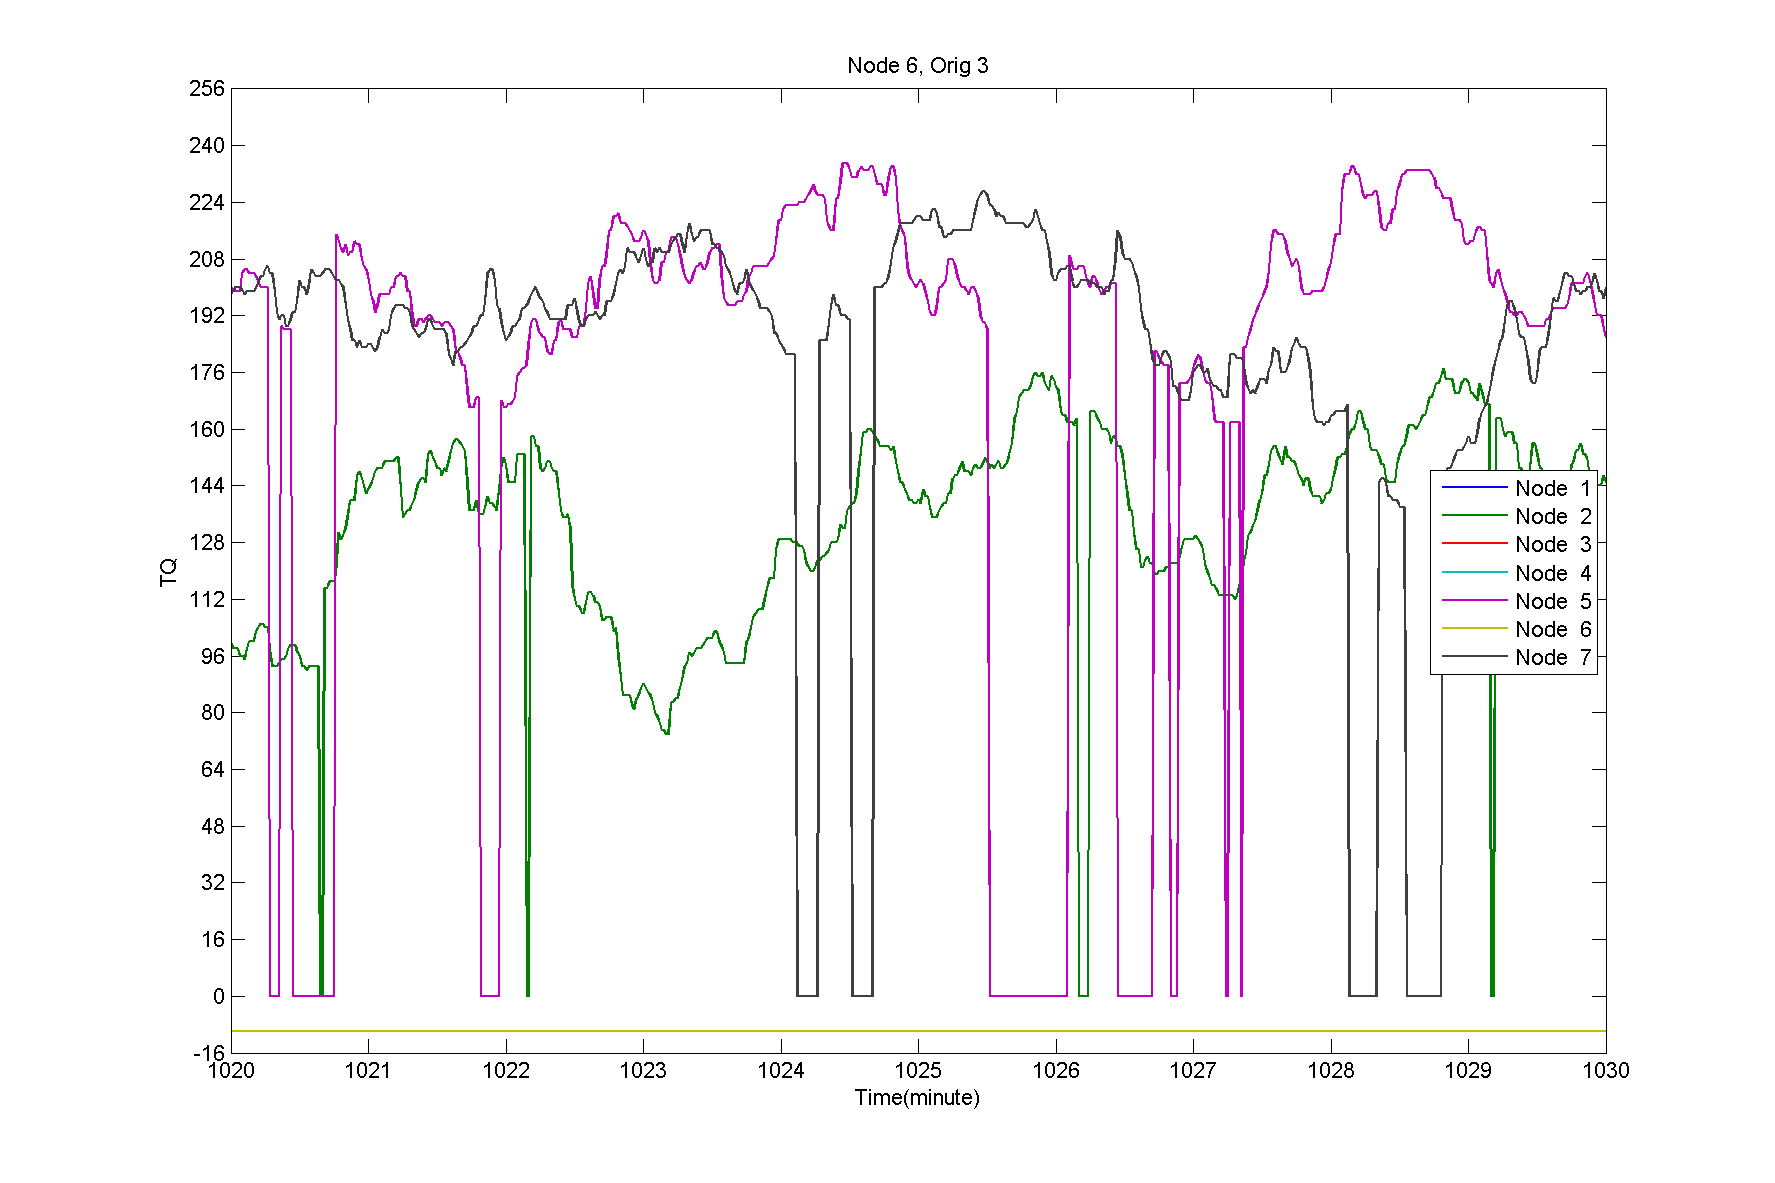 Node 6, Orig 3
256
240
224
208
192
176
160
144
128
112
96
80
64
48
32
16
0
-16
TQ
1020 1021 1022 1023 1024 1025 1026 1027 1028 1029 1030
Time(minute)
Node 1
Node 2
Node 3
Node 4
Node 5
Node 6
Node 7